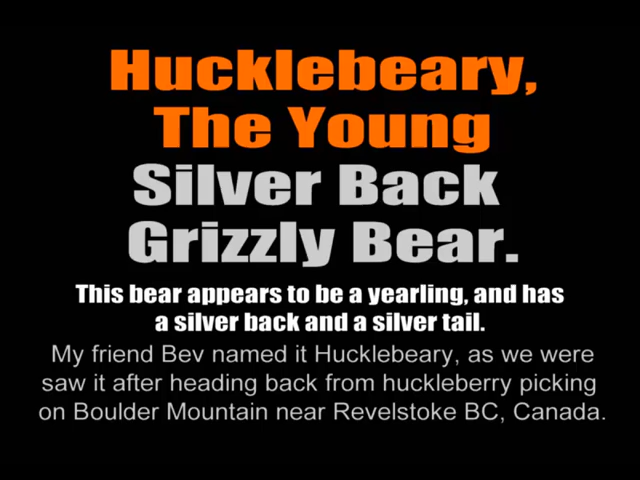 Hucklebeary,
The Young
Silver Back
Grizzly Bear.
This bear appears to be a yearling, and has
a silver back and a silver tail.
My friend Bev named it Hucklebeary, as we were
saw it after heading back from huckleberry picking
on Boulder Mountain near Revelstoke BC, Canada.